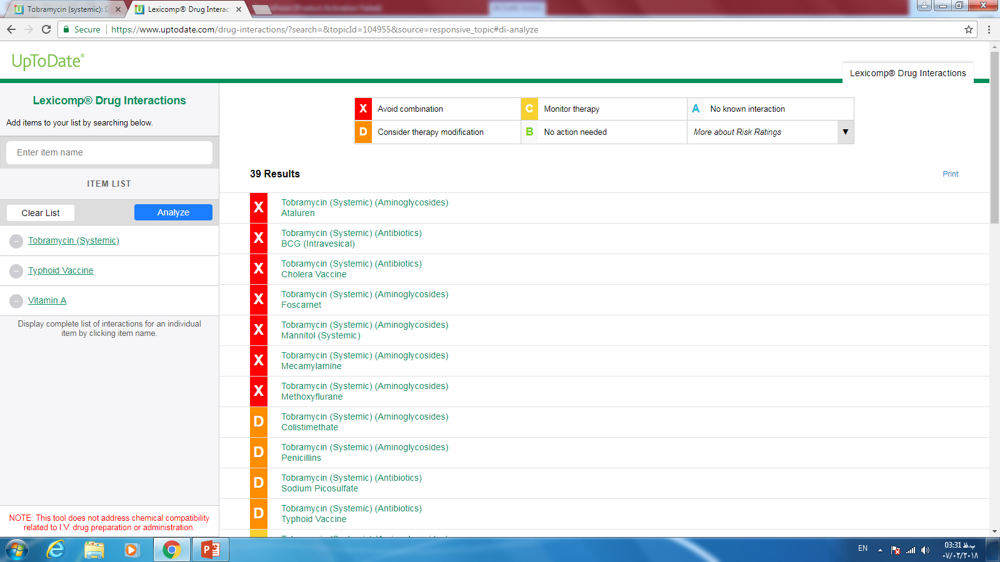 Tobramycin (systemic): D
Lexicomp® Drug Interac
Secure
https://www.uptodate.com/drug-interactions/?search=&topicId=104955&source=responsive_topic#di-analyze
UpToDate®
Lexicomp® Drug Interactions
Lexicomp® Drug Interactions
Add items to your list by searching below.
Enter item name
ITEM LIST
Clear List
Analyze
Tobramycin (Systemic)
Typhoid Vaccine
Vitamin A
Display complete list of interactions for an individual
item by clicking item name.
NOTE: This tool does not address chemical compatibility
related to I.V. drug preparation or administration.
X Avoid combination
C Monitor therapy
A No known interaction
D Consider therapy modification
B No action needed
More about Risk Ratings
39 Results
Print
X Tobramycin (Systemic) (Aminoglycosides)
Ataluren
X Tobramycin (Systemic) (Antibiotics)
BCG (Intravesical)
X Tobramycin (Systemic) (Antibiotics)
Cholera Vaccine
X Tobramycin (Systemic) (Aminoglycosides)
Foscarnet
X Tobramycin (Systemic) (Aminoglycosides)
Mannitol (Systemic)
X Tobramycin (Systemic) (Aminoglycosides)
Mecamylamine
X Tobramycin (Systemic) (Aminoglycosides)
Methoxyflurane
D Tobramycin (Systemic) (Aminoglycosides)
Colistimethate
D Tobramycin (Systemic) (Aminoglycosides)
Penicillins
D Tobramycin (Systemic) (Antibiotics)
Sodium Picosulfate
D Tobramycin (Systemic) (Antibiotics)
Typhoid Vaccine
EN
03:31 ب.ظ
۰۷/۰۲/۲۰۱۸